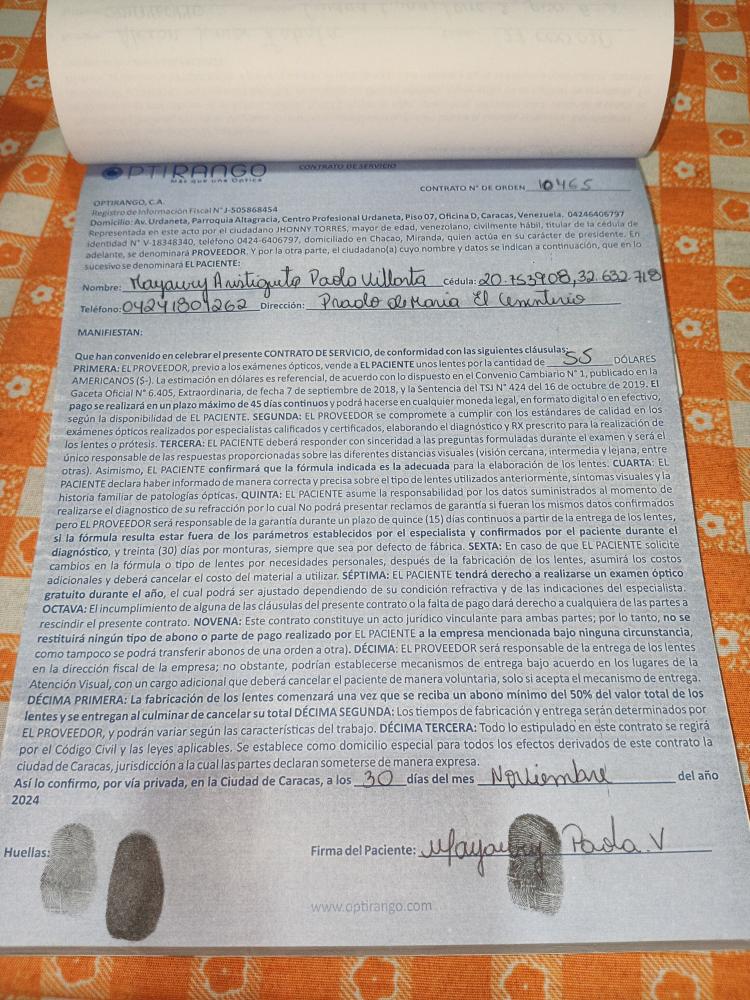 OPTIRANGO
Más que una Óptica
CONTRATO DE SERVICIO
CONTRATO N° DE ORDEN 10465
OPTIRANGO, C.A.
Registro de Información Fiscal N° J-505868454
Domicilio: Av. Urdaneta, Parroquia Altagracia, Centro Profesional Urdaneta, Piso 07, Oficina D, Caracas, Venezuela. 04246406797
Representada en este acto por el ciudadano JHONNY TORRES, mayor de edad, venezolano, civilmente hábil, titular de la cédula de
identidad N° V-18348340, teléfono 0424-6406797, domiciliado en Chacao, Miranda, quien actúa en su carácter de presidente. En
adelante, se denominará PROVEEDOR. Y por la otra parte, el ciudadano(a) cuyo nombre y datos se indican a continuación, que en lo
sucesivo se denominará EL PACIENTE:
Nombre: Mayawry Aristigueta Paola Villorta Cédula: 20.753908,32.632.718
Teléfono: 04241801262 Dirección: Prado de Maria El Cementerio
MANIFIESTAN:
Que han convenido en celebrar el presente CONTRATO DE SERVICIO, de conformidad con las siguientes cláusulas:
PRIMERA: EL PROVEEDOR, previo a los exámenes ópticos, vende a EL PACIENTE unos lentes por la cantidad de 55 DÓLARES
AMERICANOS ($-). La estimación en dólares es referencial, de acuerdo con lo dispuesto en el Convenio Cambiario N° 1, publicado en la
Gaceta Oficial N° 6.405, Extraordinaria, de fecha 7 de septiembre de 2018, y la Sentencia del TSJ N° 424 del 16 de octubre de 2019. El
pago se realizará en un plazo máximo de 45 días continuos y podrá hacerse en cualquier moneda legal, en formato digital o en efectivo,
según la disponibilidad de EL PACIENTE. SEGUNDA: EL PROVEEDOR se compromete a cumplir con los estándares de calidad en los
exámenes ópticos realizados por especialistas calificados y certificados, elaborando el diagnóstico y RX prescrito para la realización de
los lentes o prótesis. TERCERA: EL PACIENTE deberá responder con sinceridad a las preguntas formuladas durante el examen y será el
único responsable de las respuestas proporcionadas sobre las diferentes distancias visuales (visión cercana, intermedia y lejana, entre
otras). Asimismo, EL PACIENTE confirmará que la fórmula indicada es la adecuada para la elaboración de los lentes. CUARTA: EL
PACIENTE declara haber informado de manera correcta y precisa sobre el tipo de lentes utilizados anteriormente, síntomas visuales y la
historia familiar de patologías ópticas. QUINTA: EL PACIENTE asume la responsabilidad por los datos suministrados al momento de
realizarse el diagnostico de su refracción por lo cual No podrá presentar reclamos de garantía si fueran los mismos datos confirmados
pero EL PROVEEDOR será responsable de la garantía durante un plazo de quince (15) días continuos a partir de la entrega de los lentes,
si la fórmula resulta estar fuera de los parámetros establecidos por el especialista y confirmados por el paciente durante el
diagnóstico, y treinta (30) días por monturas, siempre que sea por defecto de fábrica. SEXTA: En caso de que EL PACIENTE solicite
cambios en la fórmula o tipo de lentes por necesidades personales, después de la fabricación de los lentes, asumirá los costos
adicionales y deberá cancelar el costo del material a utilizar. SÉPTIMA: EL PACIENTE tendrá derecho a realizarse un examen óptico
gratuito durante el año, el cual podrá ser ajustado dependiendo de su condición refractiva y de las indicaciones del especialista.
OCTAVA: El incumplimiento de alguna de las cláusulas del presente contrato o la falta de pago dará derecho a cualquiera de las partes a
rescindir el presente contrato. NOVENA: Este contrato constituye un acto jurídico vinculante para ambas partes; por lo tanto, no se
restituirá ningún tipo de abono o parte de pago realizado por EL PACIENTE a la empresa mencionada bajo ninguna circunstancia,
como tampoco se podrá transferir abonos de una orden a otra). DÉCIMA: EL PROVEEDOR será responsable de la entrega de los lentes
en la dirección fiscal de la empresa; no obstante, podrían establecerse mecanismos de entrega bajo acuerdo en los lugares de la
Atención Visual, con un cargo adicional que deberá cancelar el paciente de manera voluntaria, solo si acepta el mecanismo de entrega.
DÉCIMA PRIMERA: La fabricación de los lentes comenzará una vez que se reciba un abono mínimo del 50% del valor total de los
lentes y se entregan al culminar de cancelar su total DÉCIMA SEGUNDA: Los tiempos de fabricación y entrega serán determinados por
EL PROVEEDOR, y podrán variar según las características del trabajo. DÉCIMA TERCERA: Todo lo estipulado en este contrato se regirá
por el Código Civil y las leyes aplicables. Se establece como domicilio especial para todos los efectos derivados de este contrato la
ciudad de Caracas, jurisdicción a la cual las partes declaran someterse de manera expresa.
Así lo confirmo, por vía privada, en la Ciudad de Caracas, a los 30 días del mes Noviembre del año
2024
Huellas:
Firma del Paciente: Mayawry Paola.V
www.optirango.com